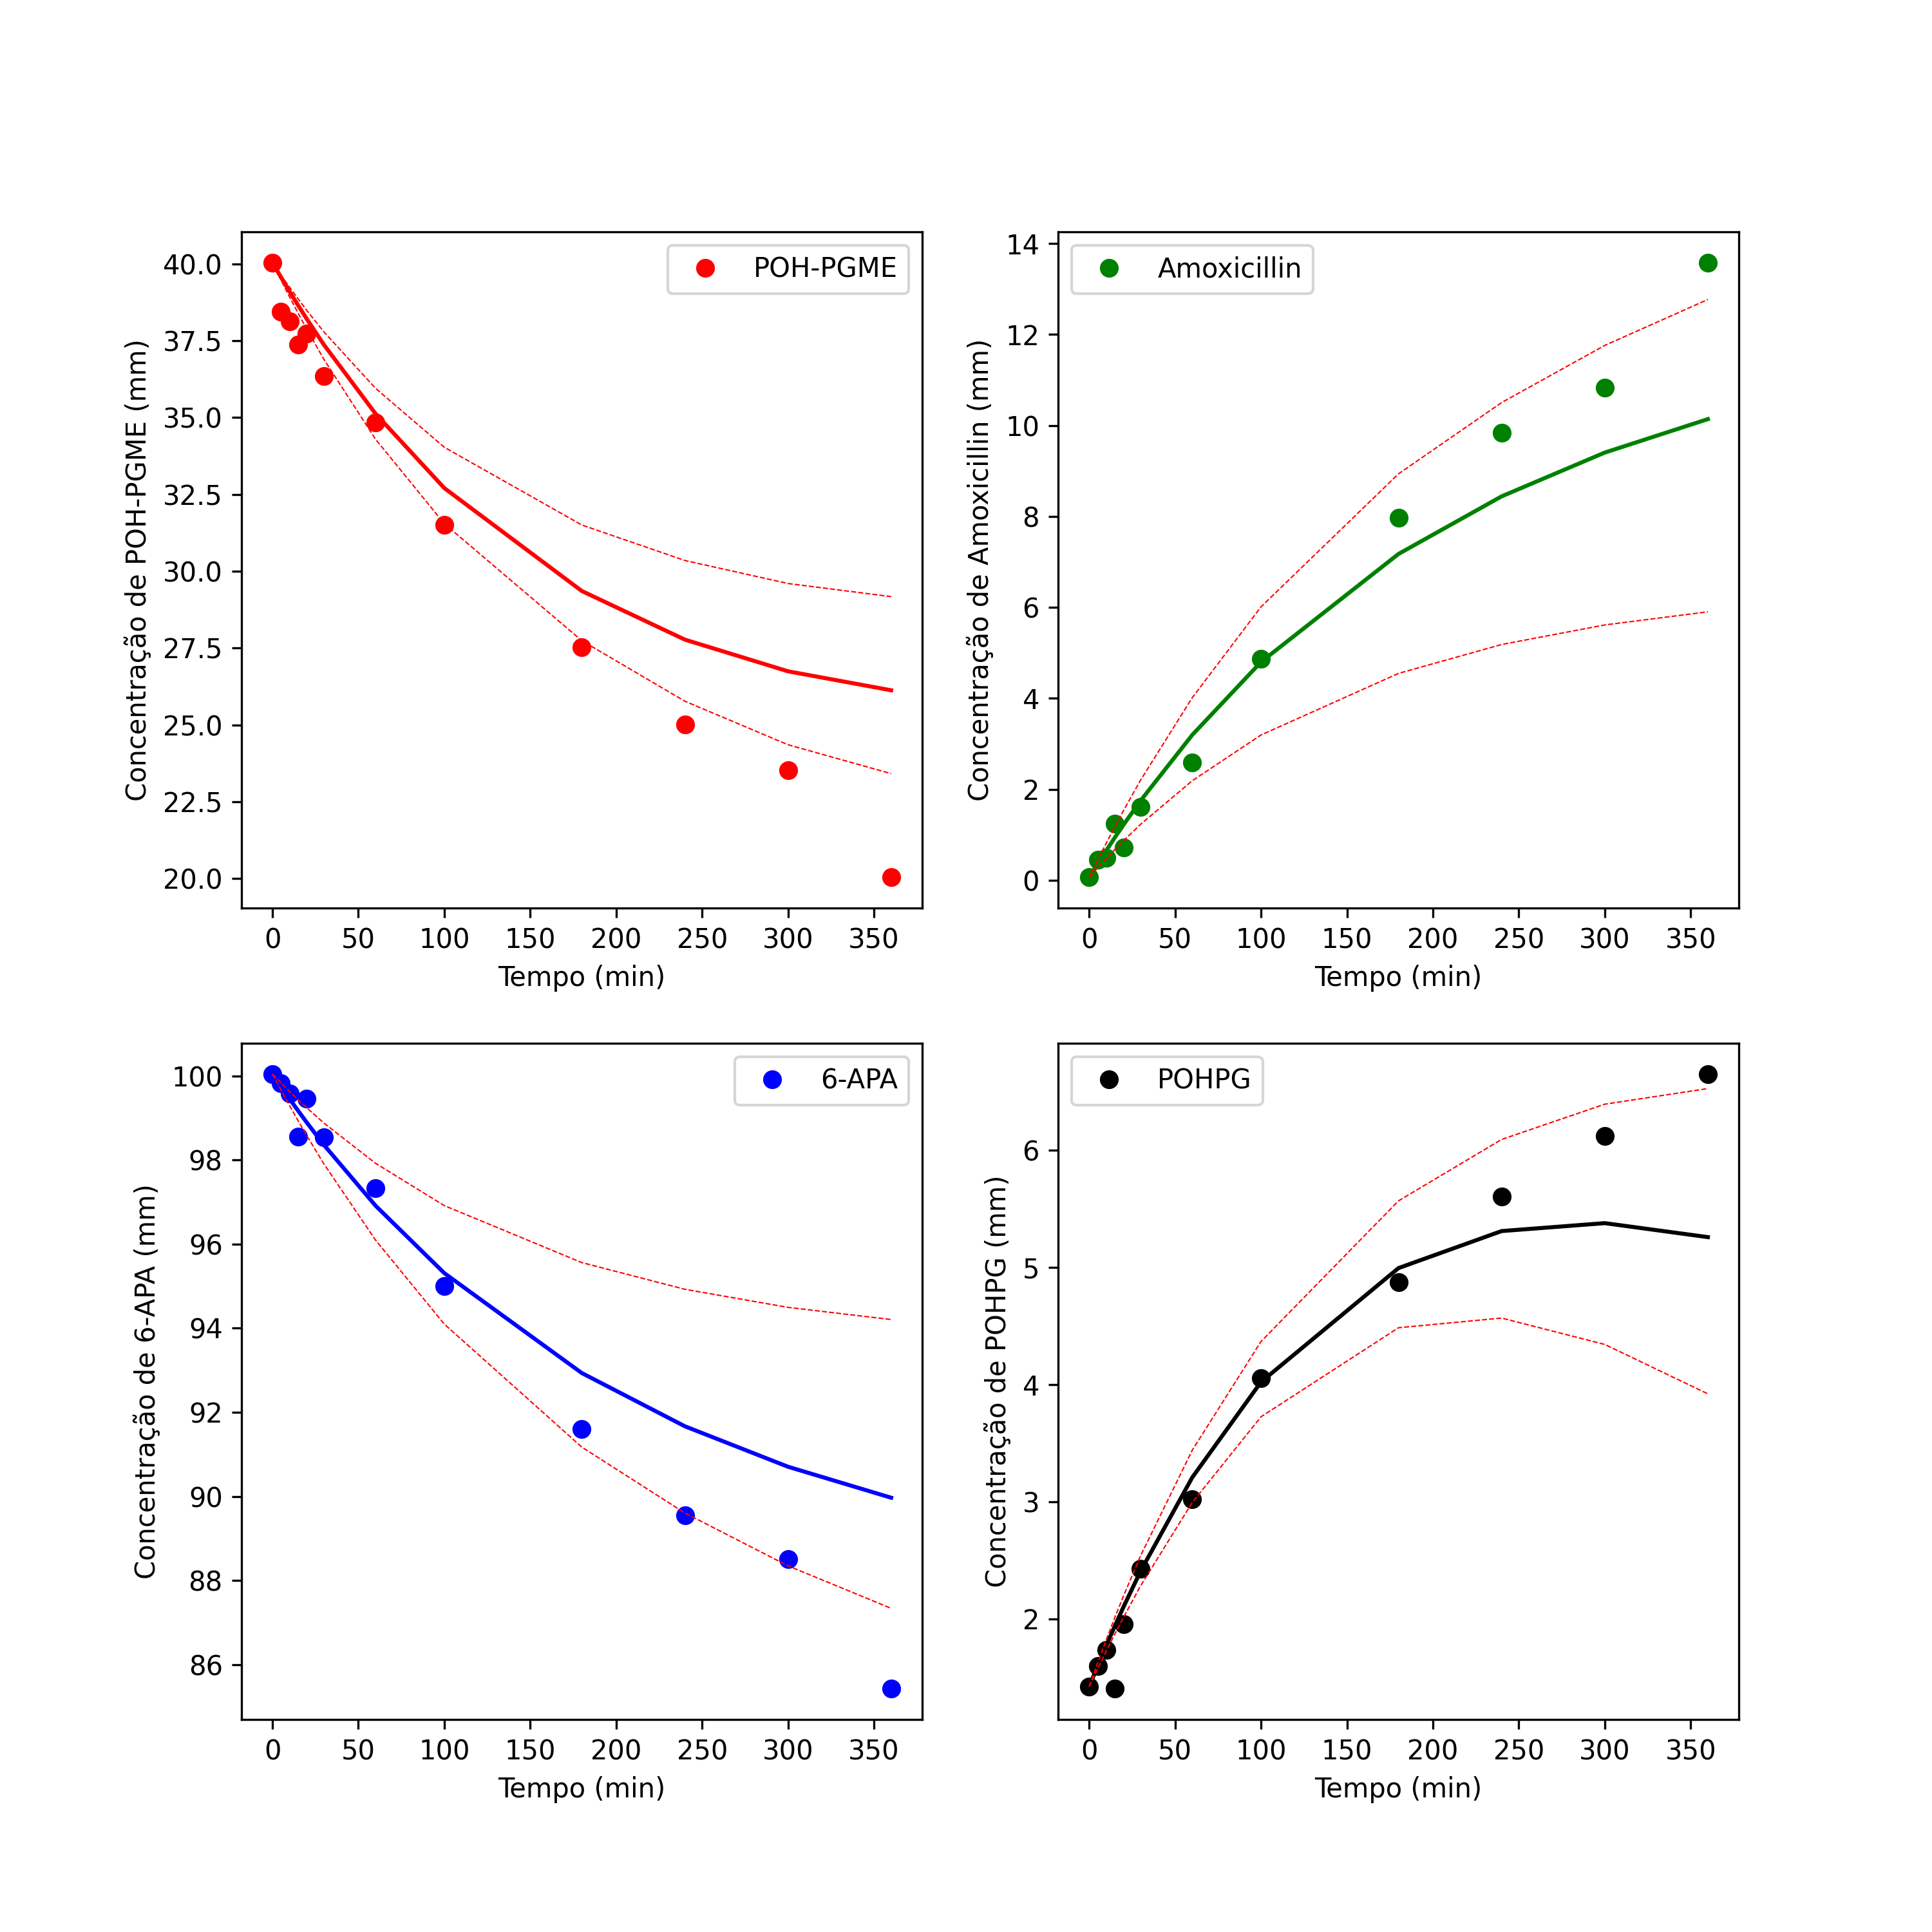 POH-PGME
Concentração de POH-PGME (mm)
40.0
37.5
35.0
32.5
30.0
27.5
25.0
22.5
20.0
0 50 100 150 200 250 300 350
Tempo (min)
Amoxicillin
Concentração de Amoxicillin (mm)
14
12
10
8
6
4
2
0
0 50 100 150 200 250 300 350
Tempo (min)
6-APA
Concentração de 6-APA (mm)
100
98
96
94
92
90
88
86
0 50 100 150 200 250 300 350
Tempo (min)
POHPG
Concentração de POHPG (mm)
6
5
4
3
2
0 50 100 150 200 250 300 350
Tempo (min)